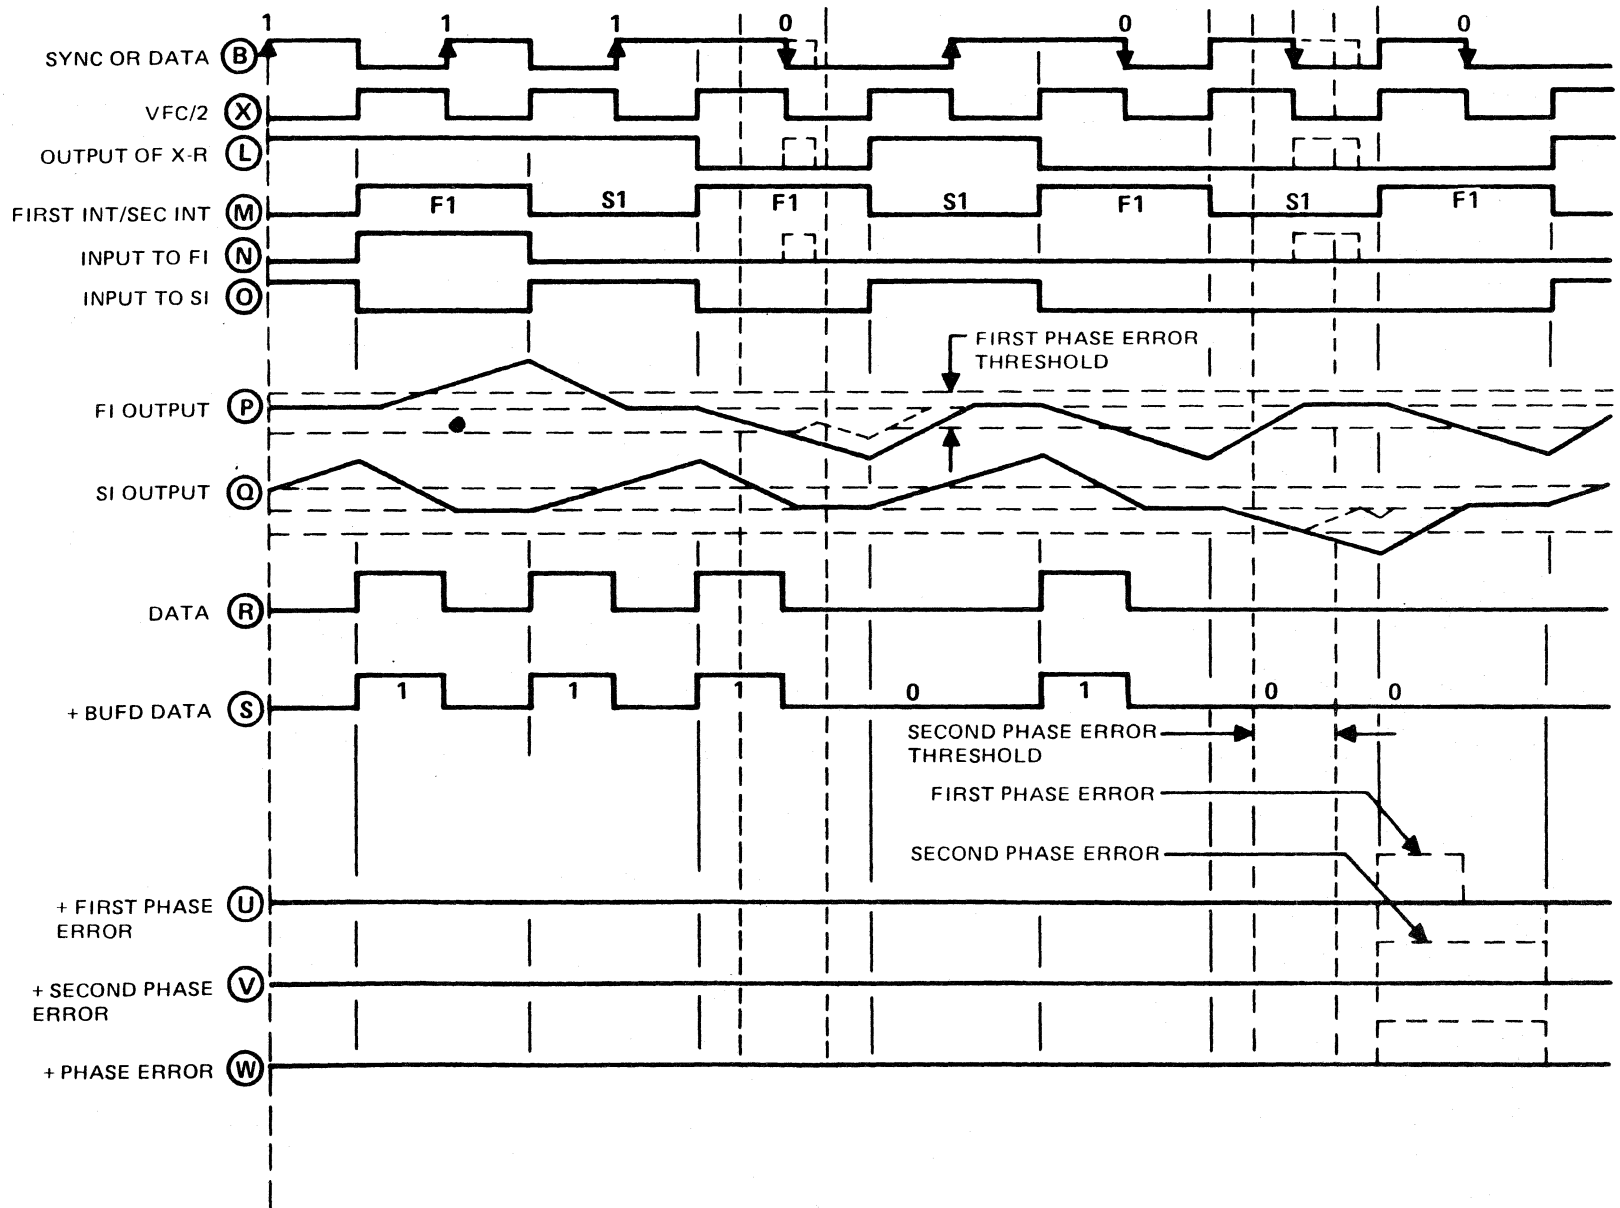 1 1 1 0 0 0
SYNC OR DATA B
VFC/2 X
OUTPUT OF X-R L
FIRST INT/SEC INT M F1 S1 F1 S1 F1 S1 F1
INPUT TO FI N
INPUT TO SI O
FIRST PHASE ERROR
THRESHOLD
FI OUTPUT P
SI OUTPUT Q
DATA R
+ BUFD DATA S 1 1 1 0 1 0 0
SECOND PHASE ERROR
THRESHOLD
FIRST PHASE ERROR
SECOND PHASE ERROR
+ FIRST PHASE U
ERROR
+ SECOND PHASE V
ERROR
+ PHASE ERROR W